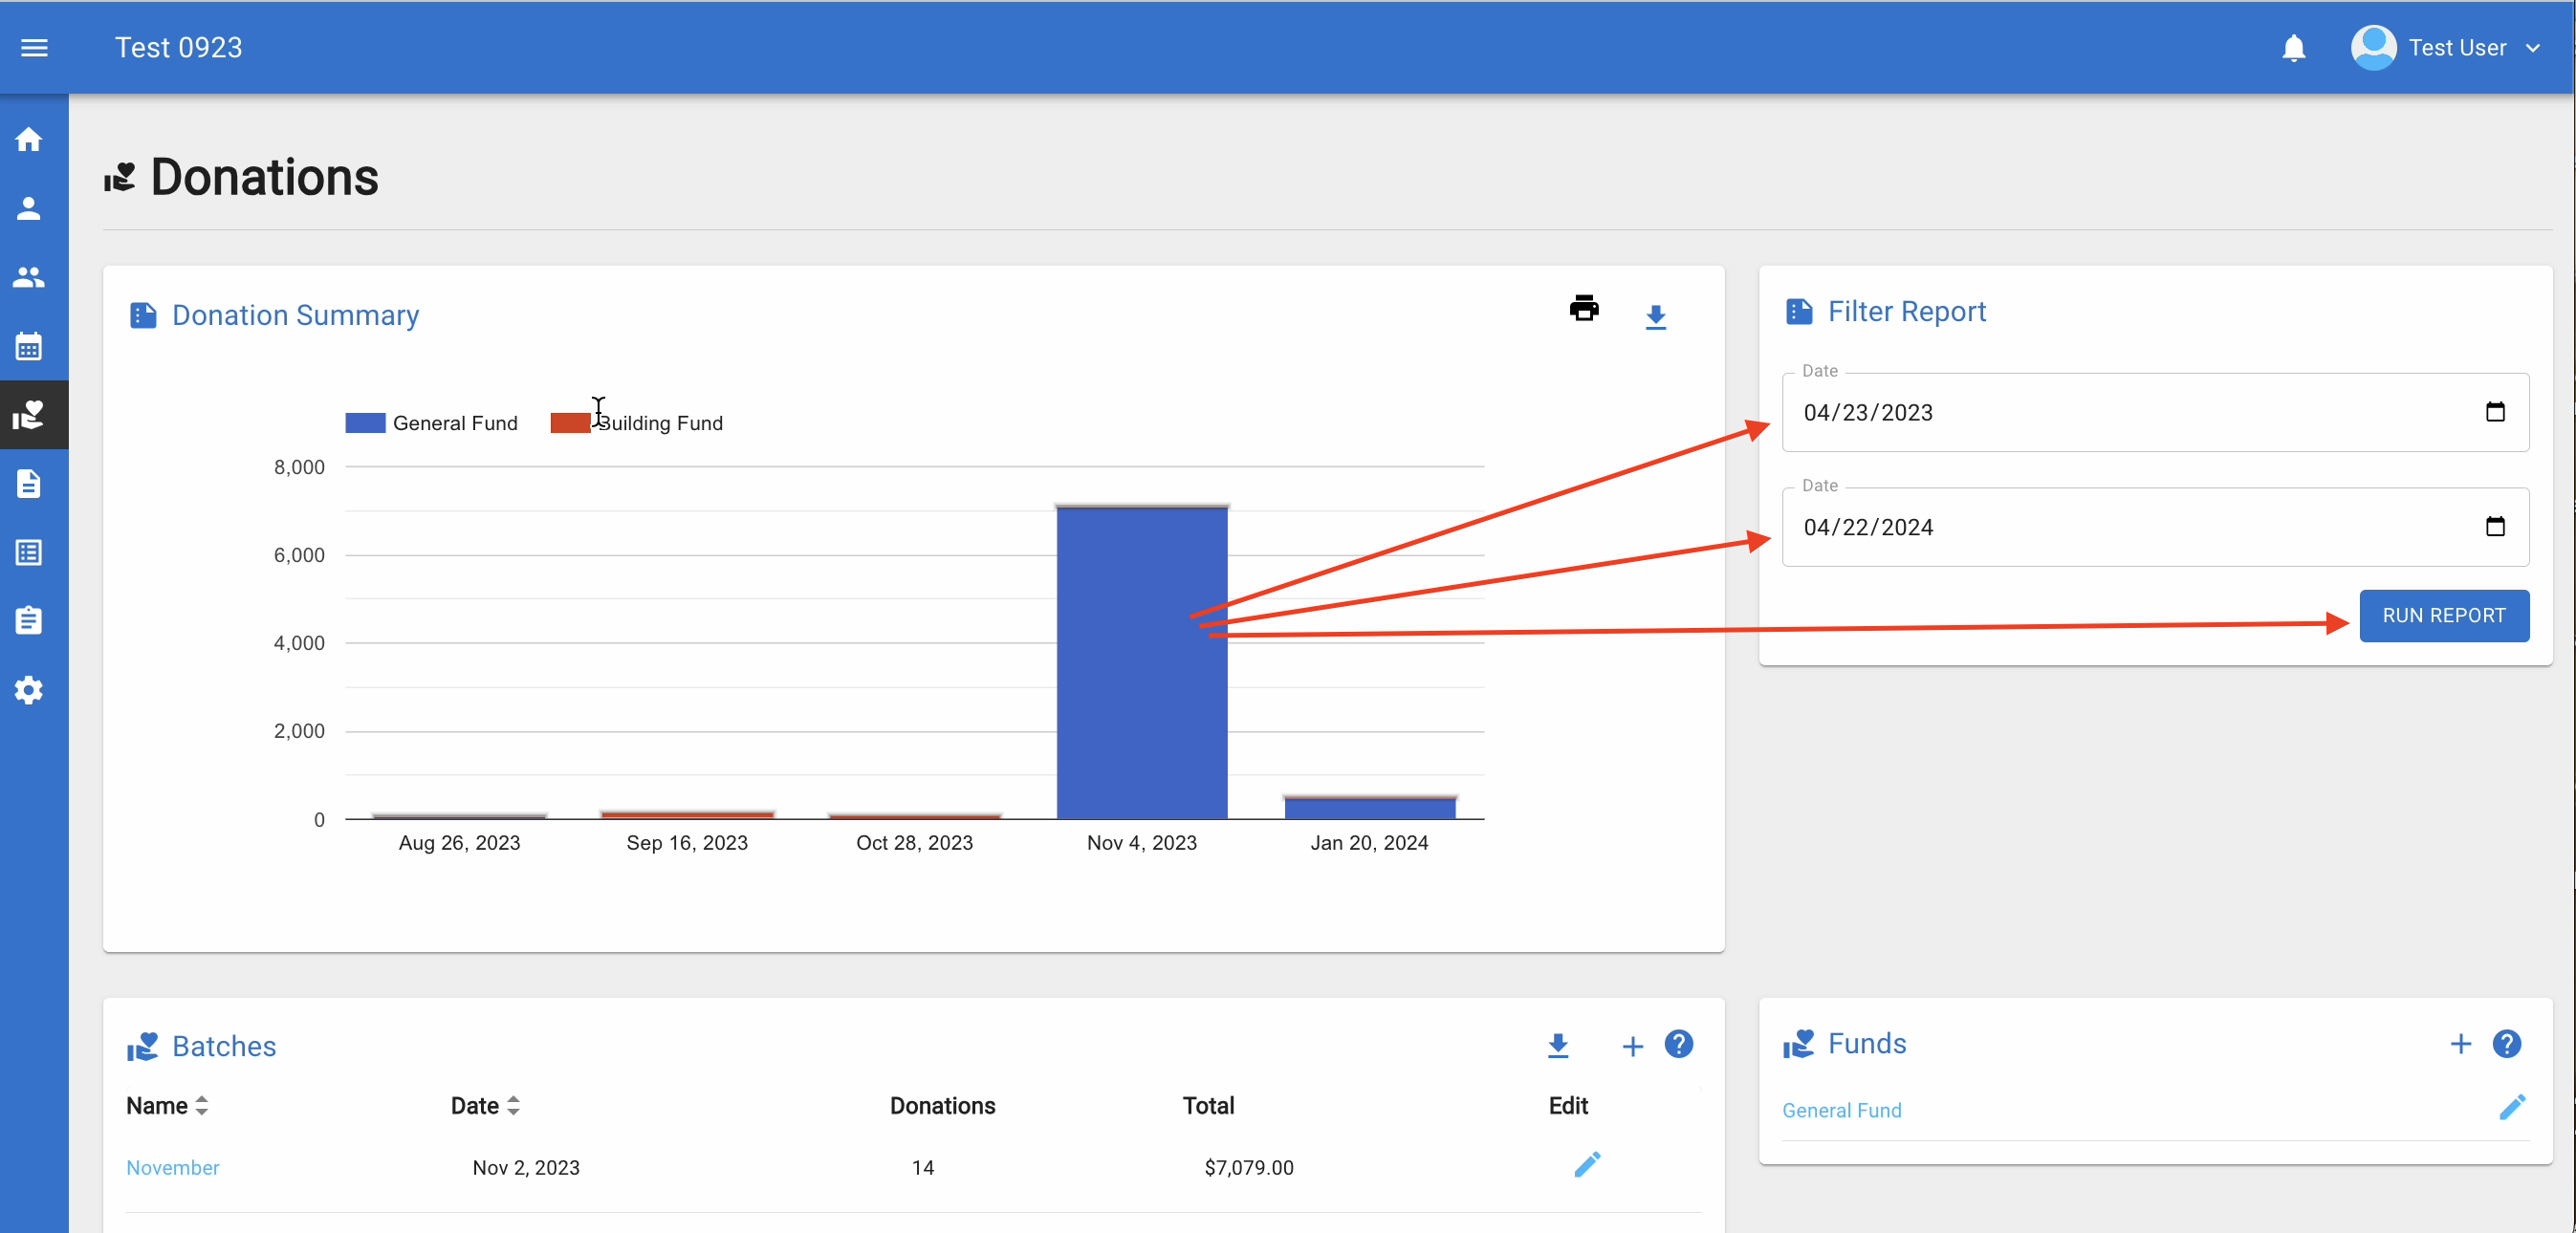 Test 0923
Test User
Donations
Donation Summary
General Fund
Building Fund
8,000
6,000
4,000
2,000
0
Aug 26, 2023
Sep 16, 2023
Oct 28, 2023
Nov 4, 2023
Jan 20, 2024
Filter Report
Date
04/23/2023
Date
04/22/2024
RUN REPORT
Batches
Name Date Donations Total Edit
November Nov 2, 2023 14 $7,079.00
Funds
General Fund